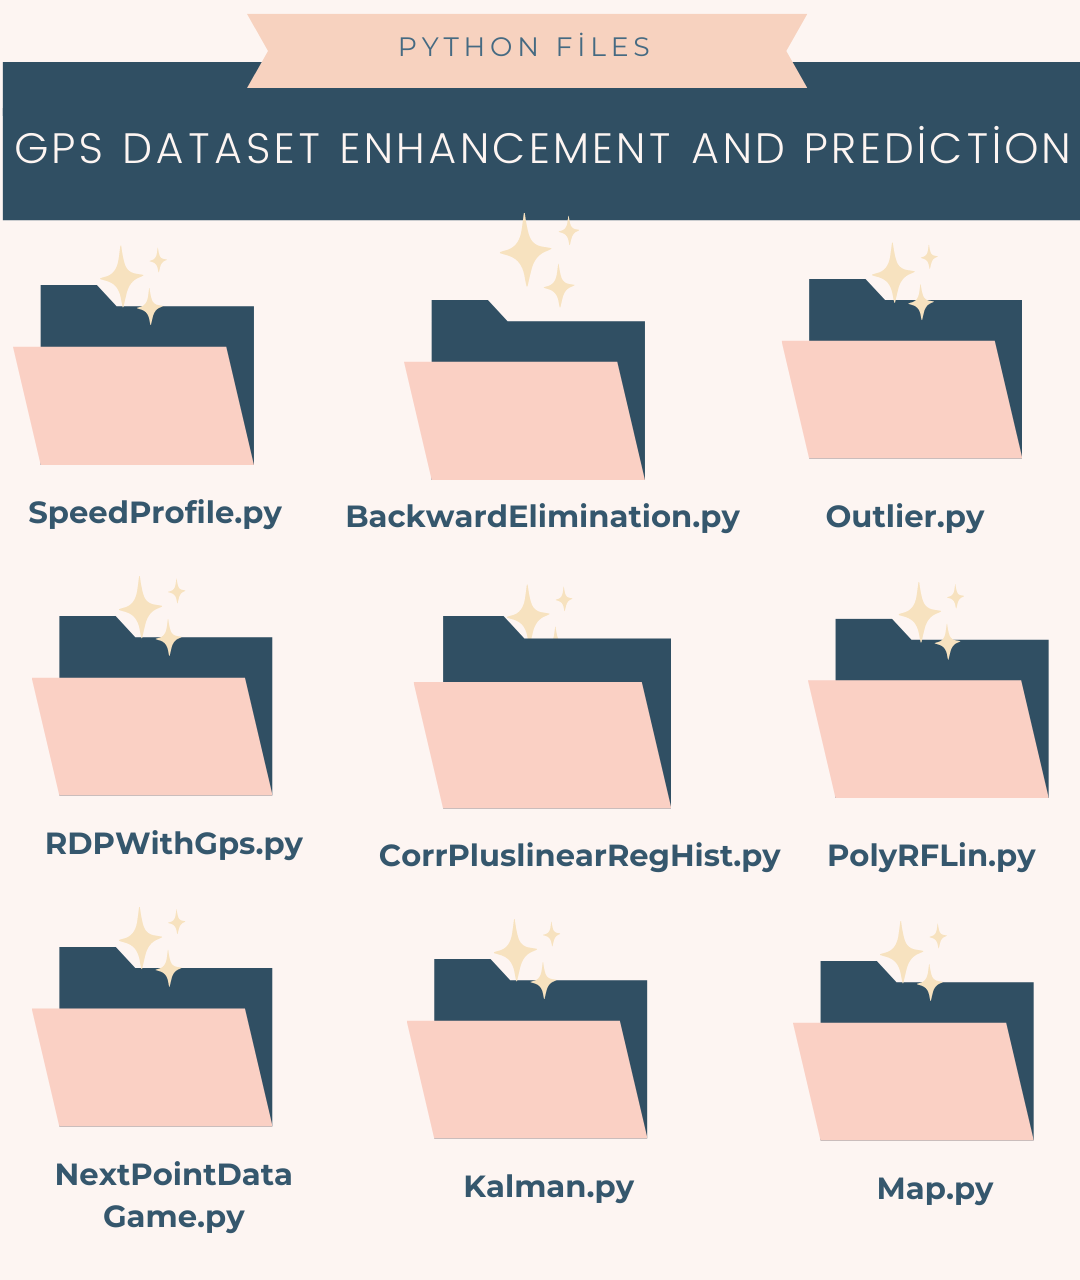 PYTHON FİLES
GPS DATASET ENHANCEMENT AND PREDİCTİON
SpeedProfile.py
BackwardElimination.py
Outlier.py
RDPWithGps.py
CorrPluslinearRegHist.py
PolyRFLin.py
NextPointData
Game.py
Kalman.py
Map.py